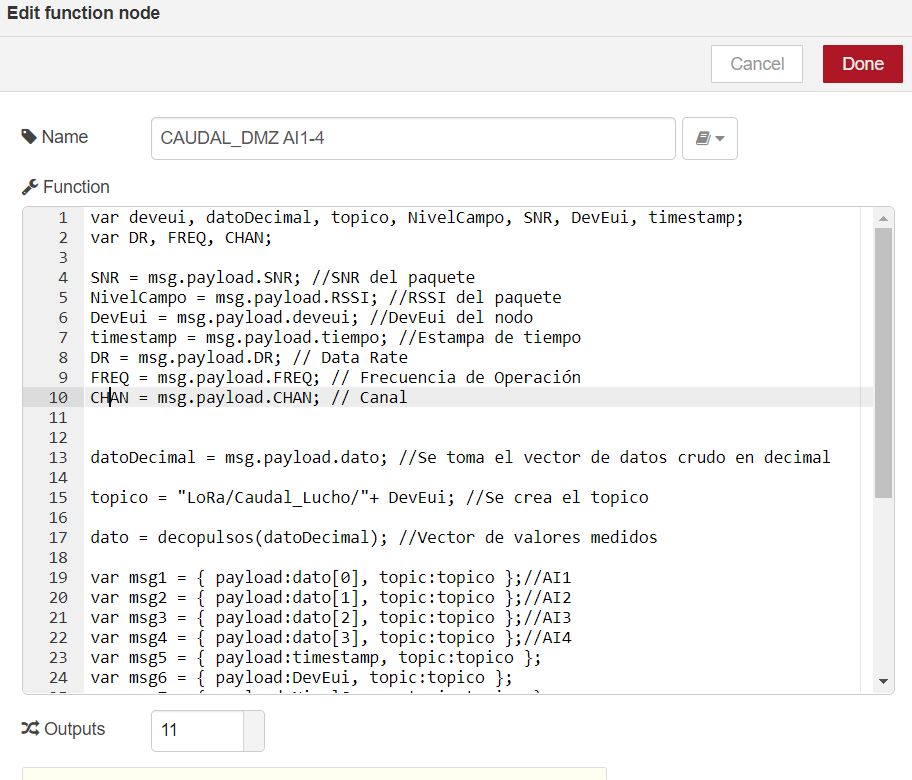 Edit function node
Cancel
Done
Name
CAUDAL_DMZ AI1-4
Function
1 var deveui, datoDecimal, topico, NivelCampo, SNR, DevEui, timestamp;
2 var DR, FREQ, CHAN;
3
4 SNR = msg.payload.SNR; //SNR del paquete
5 NivelCampo = msg.payload.RSSI; //RSSI del paquete
6 DevEui = msg.payload.deveui; //DevEui del nodo
7 timestamp = msg.payload.tiempo; //Estampa de tiempo
8 DR = msg.payload.DR; // Data Rate
9 FREQ = msg.payload.FREQ; // Frecuencia de Operación
10 CHAN = msg.payload.CHAN; // Canal
11
12
13 datoDecimal = msg.payload.dato; //Se toma el vector de datos crudo en decimal
14
15 topico = "LoRa/Caudal_Lucho/"+ DevEui; //Se crea el topico
16
17 dato = decopulsos(datoDecimal); //Vector de valores medidos
18
19 var msg1 = { payload:dato[0], topic:topico };//AI1
20 var msg2 = { payload:dato[1], topic:topico };//AI2
21 var msg3 = { payload:dato[2], topic:topico };//AI3
22 var msg4 = { payload:dato[3], topic:topico };//AI4
23 var msg5 = { payload:timestamp, topic:topico };
24 var msg6 = { payload:DevEui, topic:topico };
Outputs
11